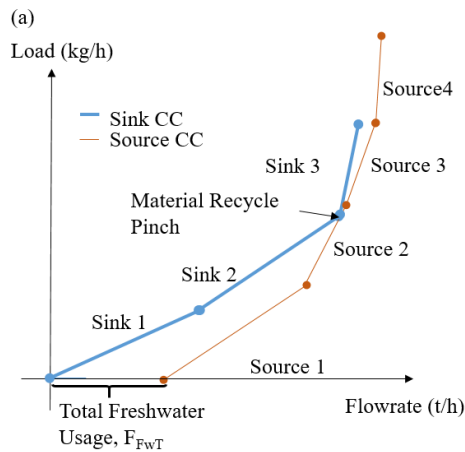 (a)
Load (kg/h)
Sink CC
Source CC
Source4
Sink 3
Source 3
Material Recycle
Pinch
Source 2
Sink 2
Sink 1
Source 1
Total Freshwater
Usage, F_FwT
Flowrate (t/h)